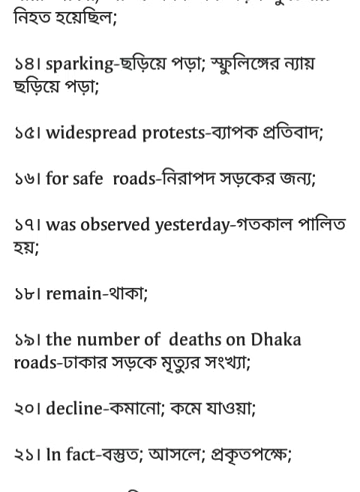 নিহত হয়েছিল;
১৪। sparking-ছড়িয়ে পড়া; স্ফুলিঙ্গের ন্যায়
ছড়িয়ে পড়া;
১৫। widespread protests-ব্যাপক প্রতিবাদ;
১৬। for safe roads-নিরাপদ সড়কের জন্য;
১৭। was observed yesterday-গতকাল পালিত
হয়;
১৮। remain-থাকা;
১৯। the number of deaths on Dhaka
roads-ঢাকার সড়কে মৃত্যুর সংখ্যা;
২০। decline-কমানো; কমে যাওয়া;
২১। In fact-বস্তুত; আসলে; প্রকৃতপক্ষে;